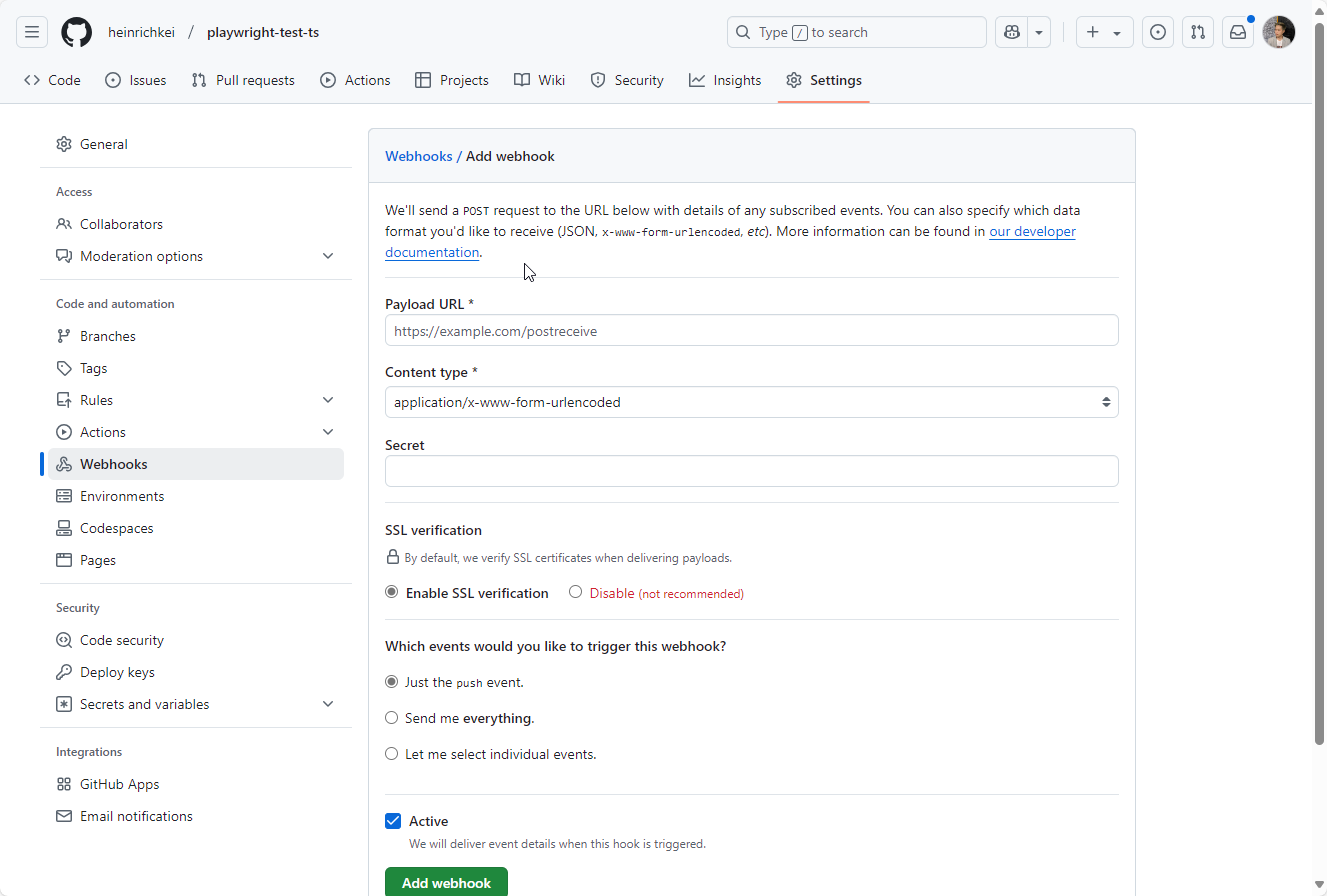 heinrichkei / playwright-test-ts
Type / to search
Code Issues Pull requests Actions Projects Wiki Security Insights Settings
General
Access
Collaborators
Moderation options
Code and automation
Branches
Tags
Rules
Actions
Webhooks
Environments
Codespaces
Pages
Security
Code security
Deploy keys
Secrets and variables
Integrations
GitHub Apps
Email notifications
Webhooks / Add webhook
We'll send a POST request to the URL below with details of any subscribed events. You can also specify which data
format you'd like to receive (JSON, x-www-form-urlencoded, etc). More information can be found in our developer
documentation.
Payload URL *
https://example.com/postreceive
Content type *
application/x-www-form-urlencoded
Secret
SSL verification
By default, we verify SSL certificates when delivering payloads.
Enable SSL verification Disable (not recommended)
Which events would you like to trigger this webhook?
Just the push event.
Send me everything.
Let me select individual events.
Active
We will deliver event details when this hook is triggered.
Add webhook